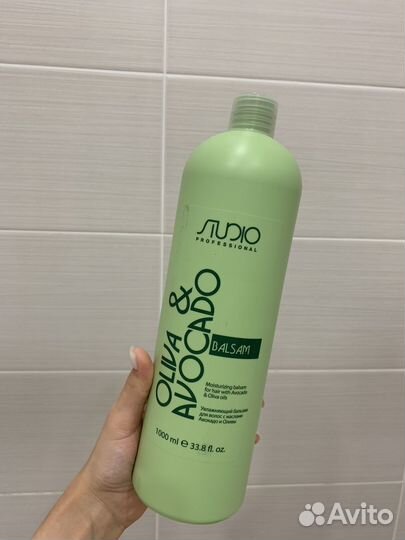 STUDIO
PROFESSIONAL
OLIVA &
AVOCADO
BALSAM
Moisturizing balsam
for hair with Avocado
& Oliva oils
Увлажняющий бальзам
для волос с маслами
Авокадо и Оливы
1000 ml e 33.8 fl. oz.
Avito